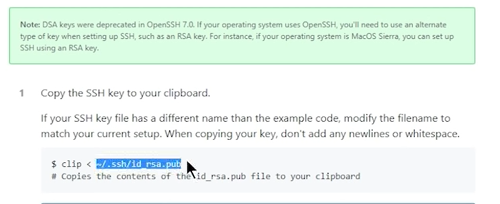 Note: DSA keys were deprecated in OpenSSH 7.0. If your operating system uses OpenSSH, you'll need to use an alternate
type of key when setting up SSH, such as an RSA key. For instance, if your operating system is MacOS Sierra, you can set up
SSH using an RSA key.
1 Copy the SSH key to your clipboard.
If your SSH key file has a different name than the example code, modify the filename to
match your current setup. When copying your key, don't add any newlines or whitespace.
$ clip < ~/.ssh/id_rsa.pub
# Copies the contents of the id_rsa.pub file to your clipboard